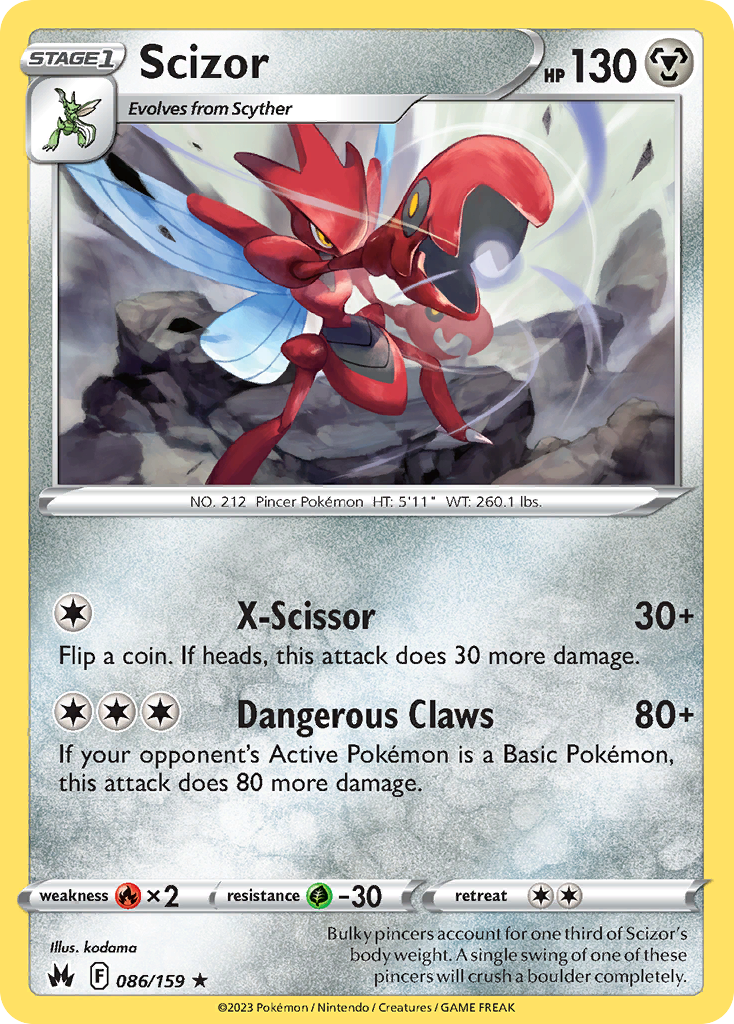 STAGE1
Scizor
HP 130
Evolves from Scyther
NO. 212 Pincer Pokémon HT: 5'11" WT: 260.1 lbs.
X-Scissor 30+
Flip a coin. If heads, this attack does 30 more damage.
Dangerous Claws 80+
If your opponent's Active Pokémon is a Basic Pokémon,
this attack does 80 more damage.
weakness ×2 resistance -30 retreat
Illus. kodama
Bulky pincers account for one third of Scizor's
body weight. A single swing of one of these
pincers will crush a boulder completely.
F 086/159 ★
©2023 Pokémon / Nintendo / Creatures / GAME FREAK